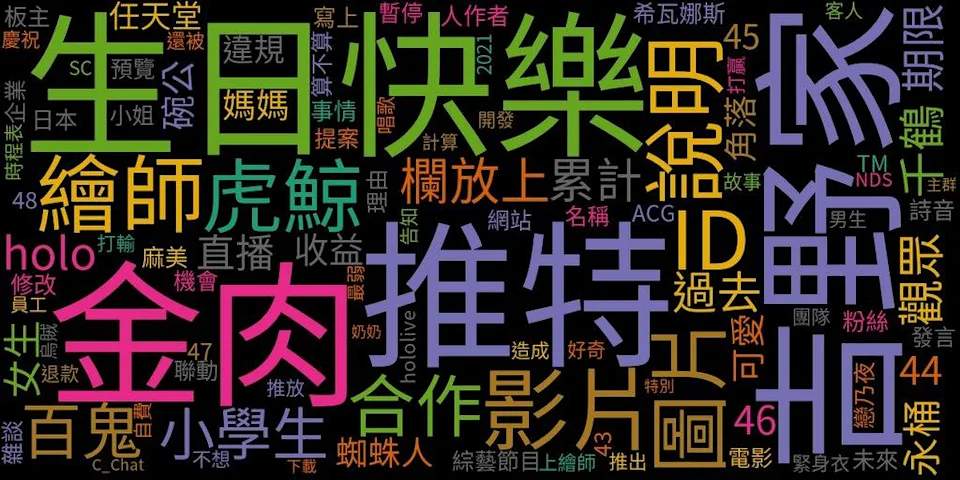 板主
任天堂
寫上
暫停
人作者
希瓦娜斯
客人
慶祝
還被
生日快樂
2021
45
打贏
家
期限
SC
預覽
違規
碗公
算不算
說明
日本
小姐
媽媽
事情
唱歌
開發
角落
千鶴
時程表
企業
提案
計算
繪師
虎鯨
理由
欄放上
累計
故事
TM
NDS
主群
48
告知
網站
名稱
ACG
ID
吉野家
男生
詩音
holo
打輸
麻美
直播
收益
推特
過去
觀眾
修改
機會
最弱
員工
金肉
奶奶
hololive
造成
好奇
圖片
可愛
團隊
粉絲
發言
女生
烏賊
47
退款
聯動
推放
合作
影片
特別
戀乃夜
44
雜談
百鬼
自費
小學生
43
46
永桶
C_Chat
不想
下載
蜘蛛人
綜藝節目
上繪師
推出
電影
緊身衣
未來